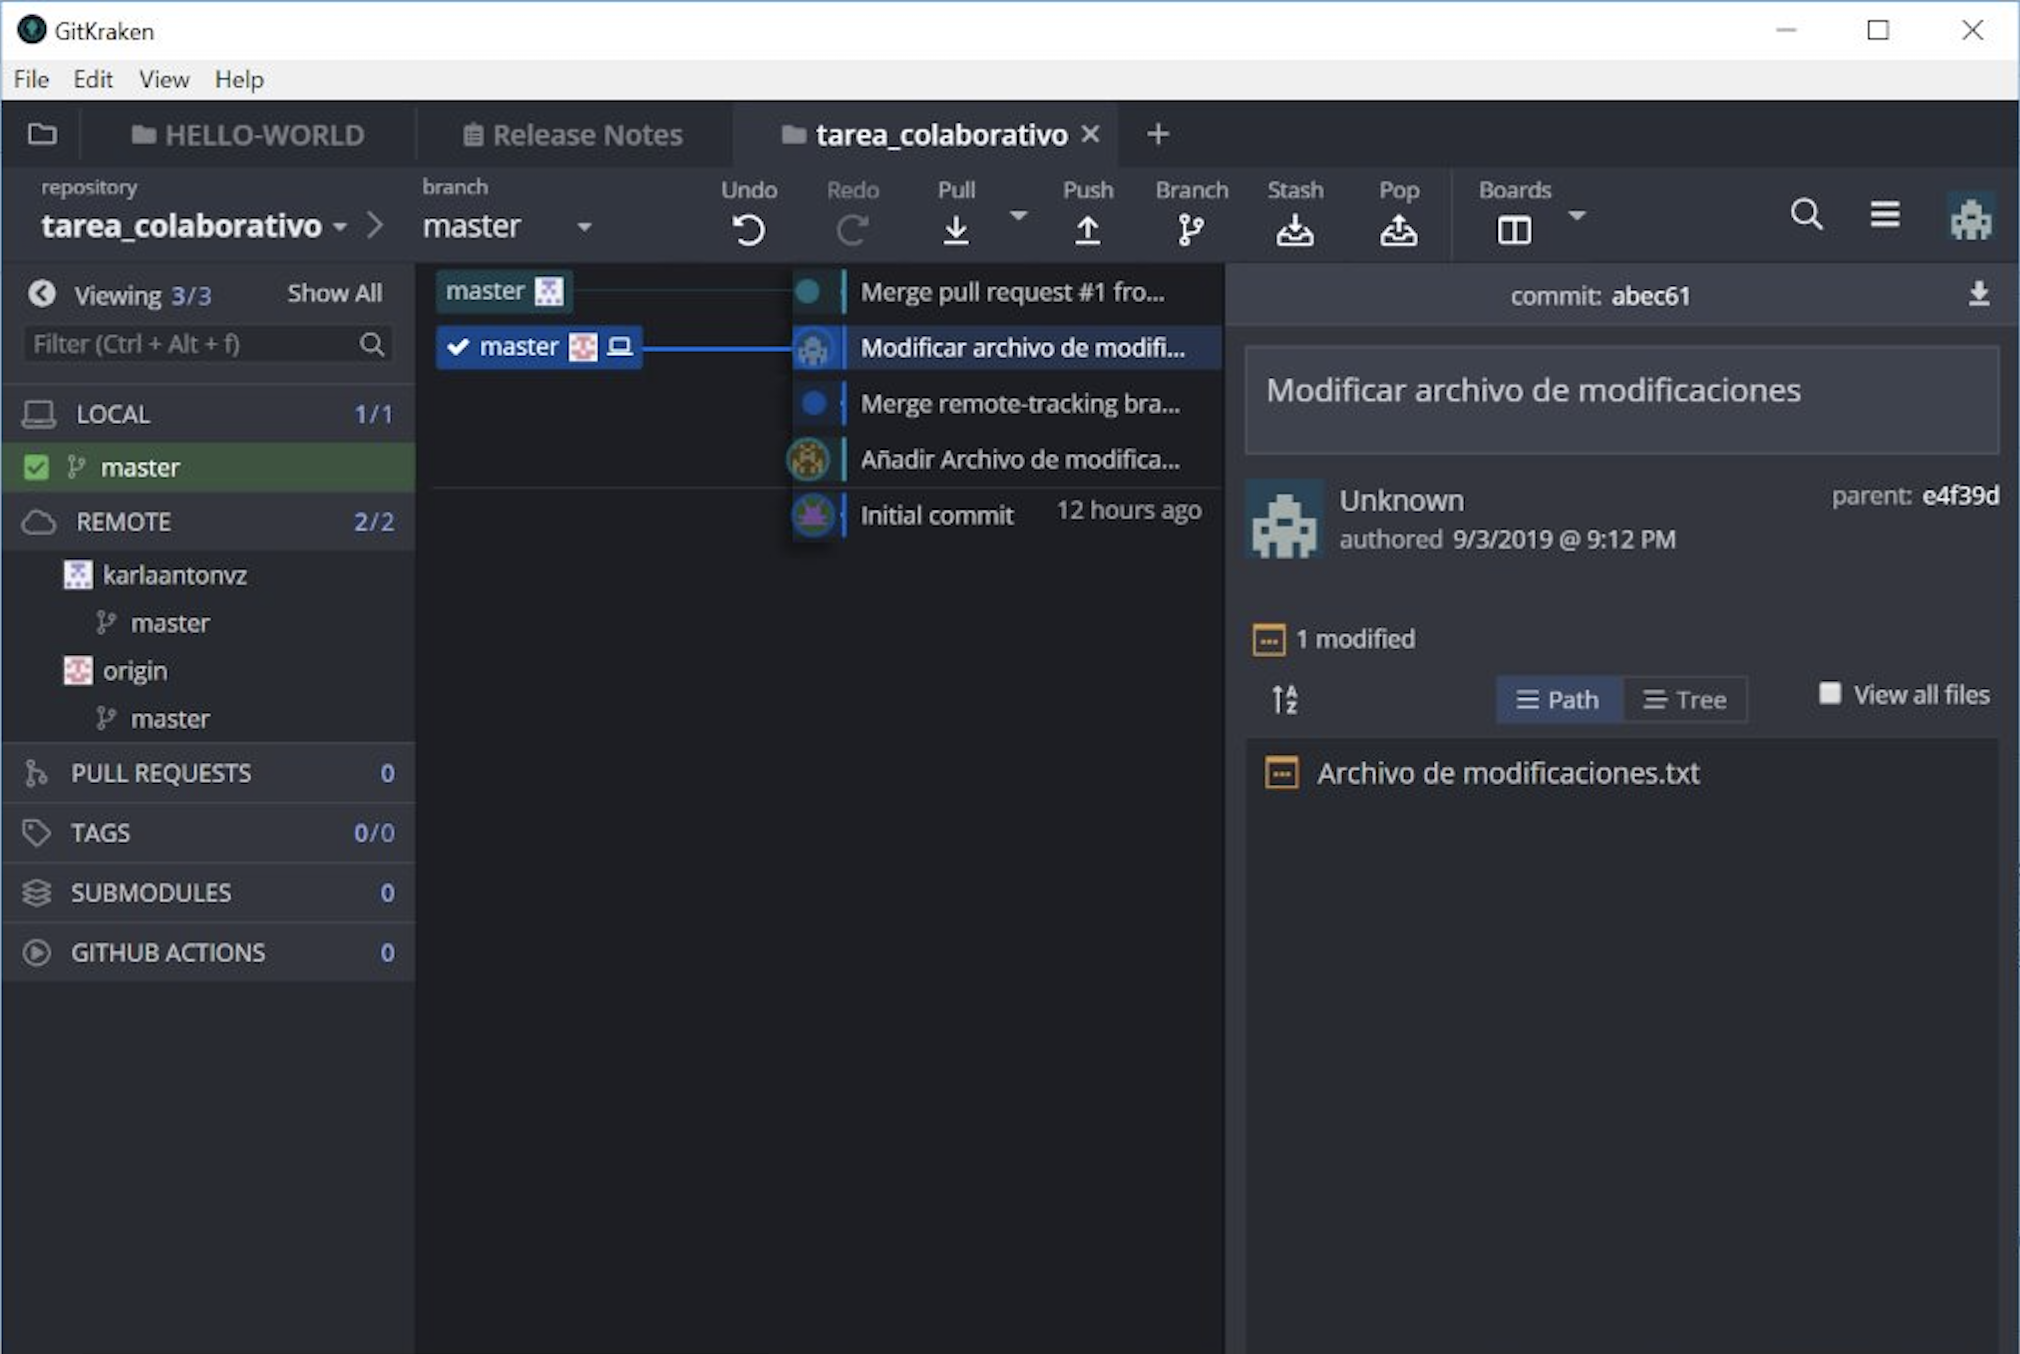 GitKraken
File Edit View Help
HELLO-WORLD Release Notes tarea_colaborativo
repository branch Undo Redo Pull Push Branch Stash Pop Boards
tarea_colaborativo master
Viewing 3/3 Show All
Filter (Ctrl + Alt + f)
LOCAL 1/1
master
REMOTE 2/2
karlaantonvz
master
origin
master
PULL REQUESTS 0
TAGS 0/0
SUBMODULES 0
GITHUB ACTIONS 0
master Merge pull request #1 fro...
master Modificar archivo de modifi...
Merge remote-tracking bra...
Añadir Archivo de modifica...
Initial commit 12 hours ago
commit: abec61
Modificar archivo de modificaciones
Unknown parent: e4f39d
authored 9/3/2019 @ 9:12 PM
1 modified
Path Tree View all files
Archivo de modificaciones.txt